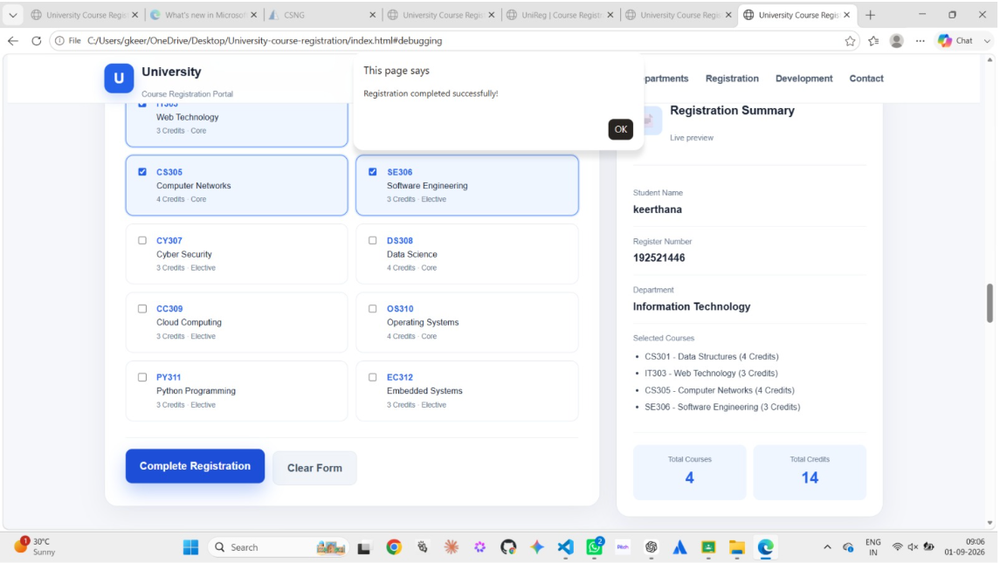 University Course Regis
What's new in Microsof
CSNG
University Course Regis
UniReg | Course Registr
University Course Regis
University Course Regis
File
C:/Users/gkeer/OneDrive/Desktop/University-course-registration/index.html#debugging
Chat
U
University
Course Registration Portal
partments
Registration
Development
Contact
This page says
Registration completed successfully!
OK
IT303
Web Technology
3 Credits · Core
CS305
Computer Networks
4 Credits · Core
SE306
Software Engineering
3 Credits · Elective
CY307
Cyber Security
3 Credits · Elective
DS308
Data Science
4 Credits · Core
CC309
Cloud Computing
3 Credits · Elective
OS310
Operating Systems
4 Credits · Core
PY311
Python Programming
3 Credits · Elective
EC312
Embedded Systems
3 Credits · Elective
Complete Registration
Clear Form
Registration Summary
Live preview
Student Name
keerthana
Register Number
192521446
Department
Information Technology
Selected Courses
• CS301 - Data Structures (4 Credits)
• IT303 - Web Technology (3 Credits)
• CS305 - Computer Networks (4 Credits)
• SE306 - Software Engineering (3 Credits)
Total Courses
4
Total Credits
14
1
30°C
Sunny
Search
2
Pitch
ENG
IN
09:06
01-09-2026